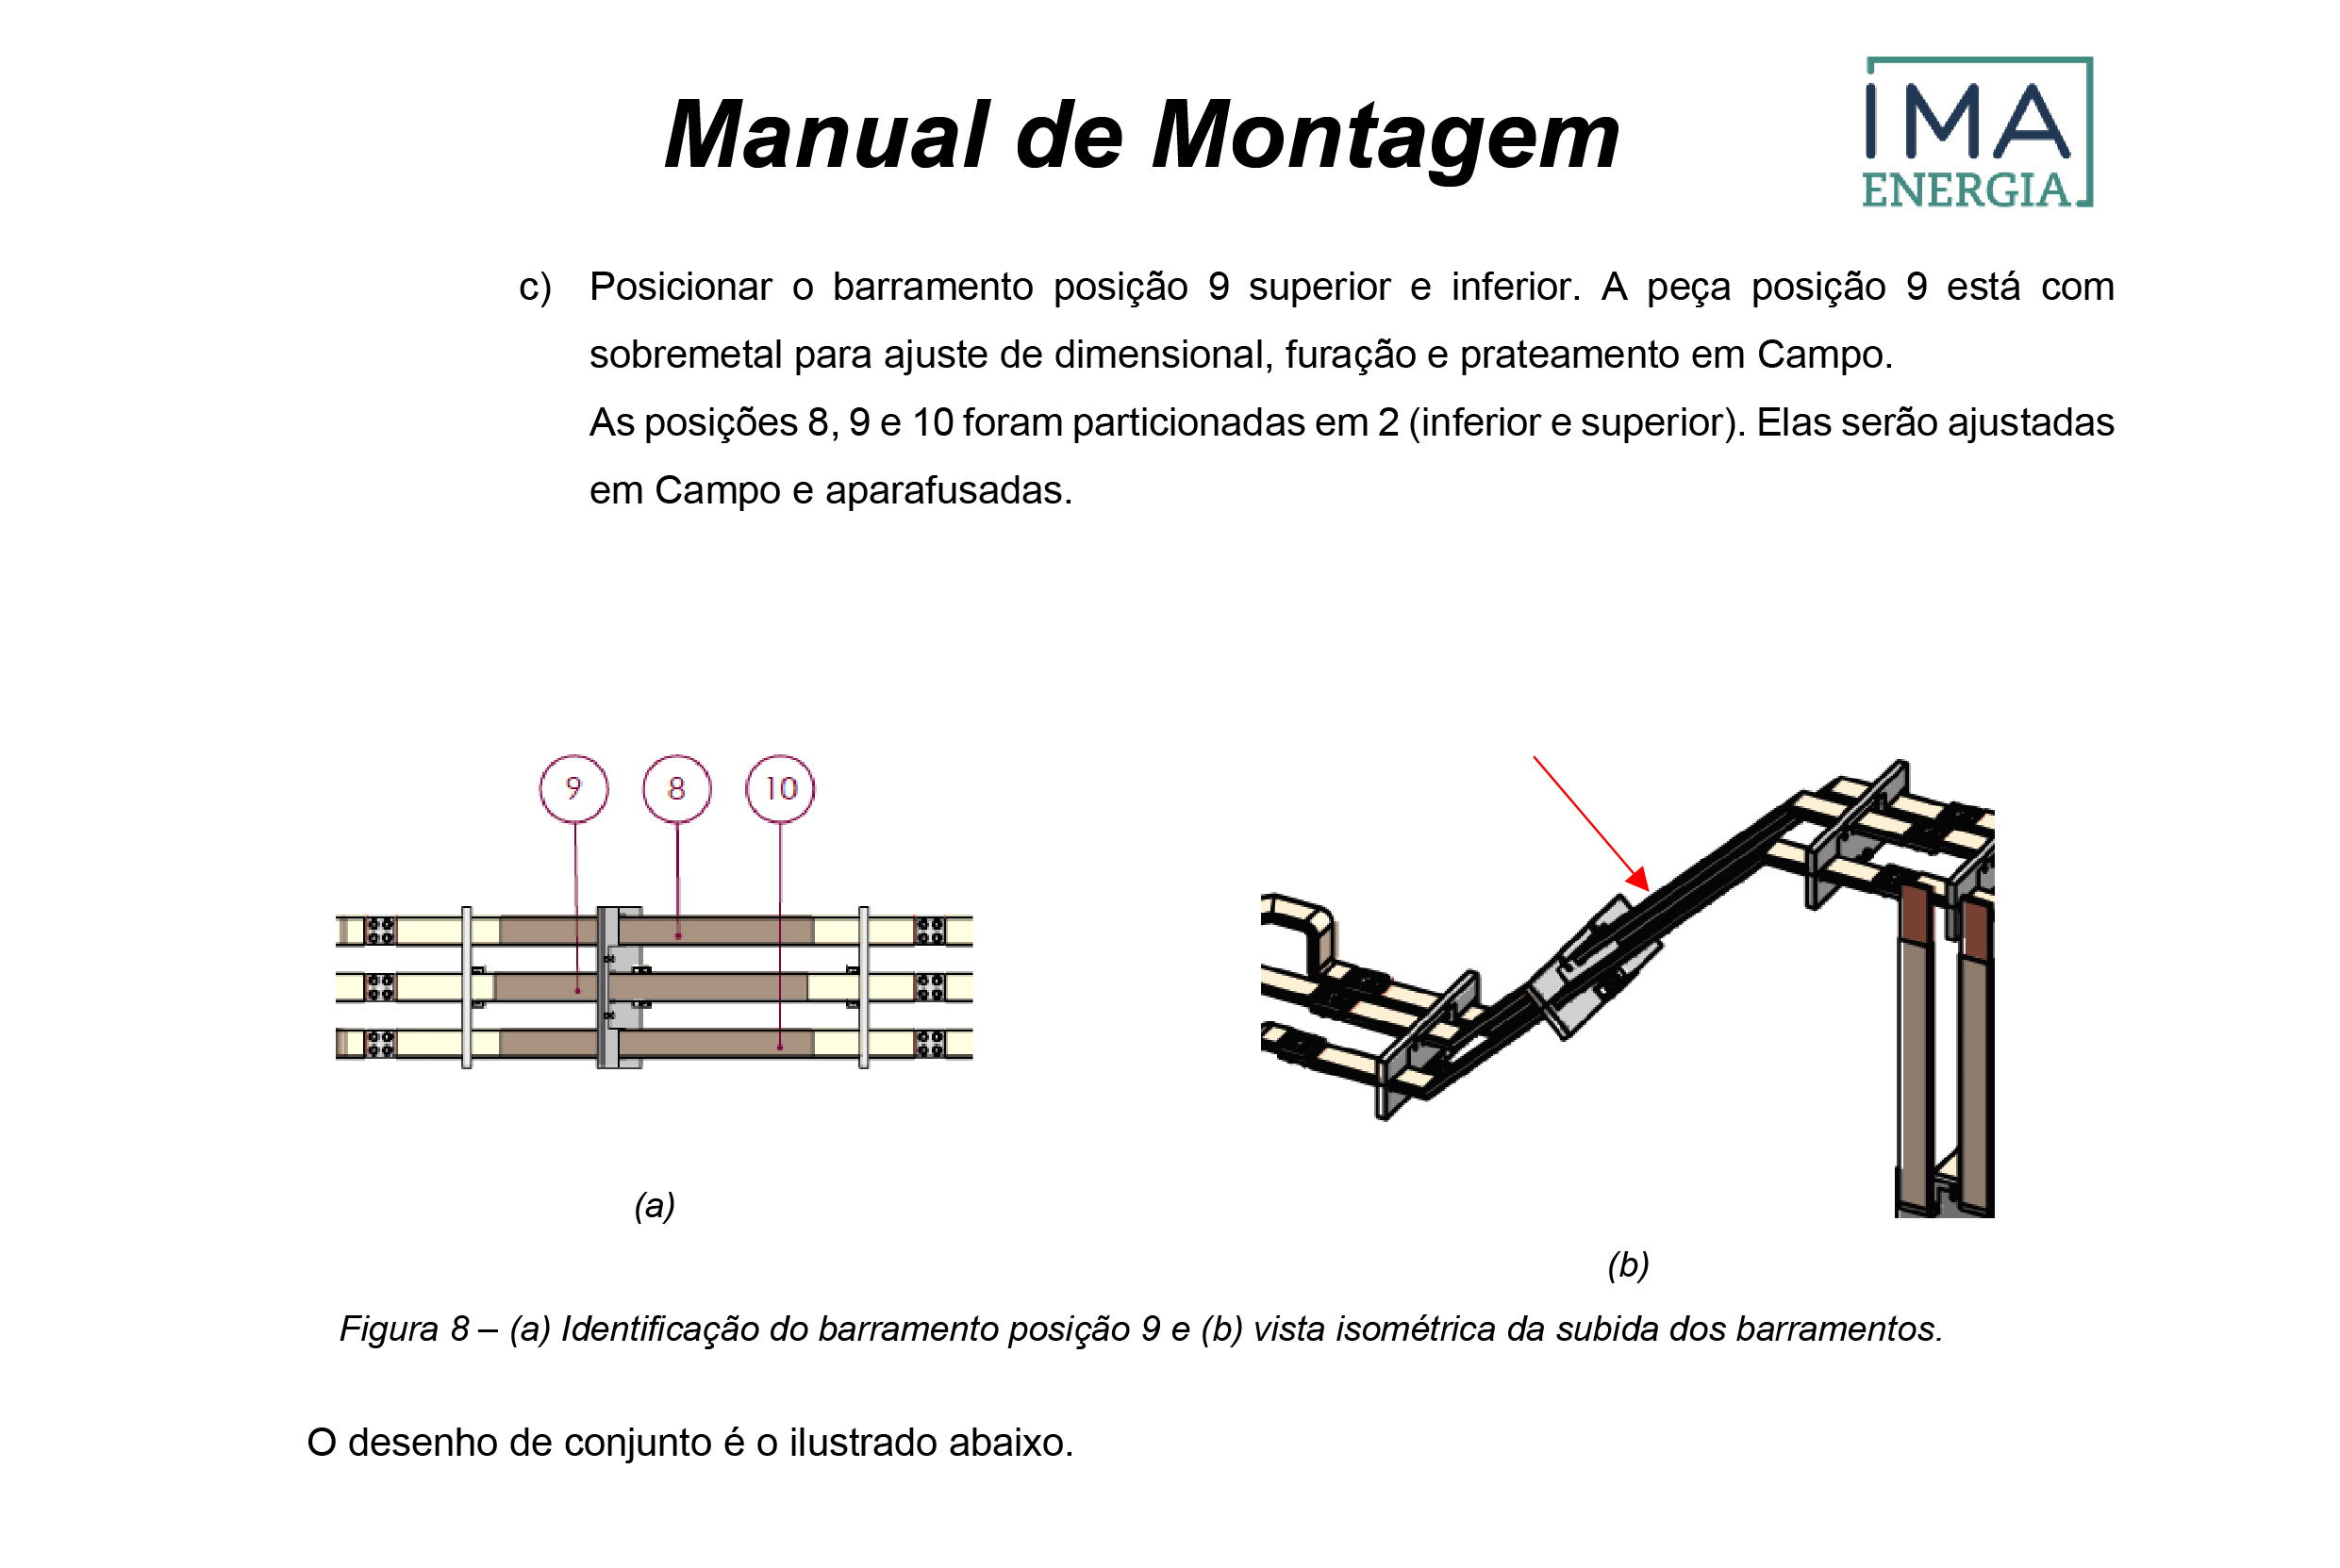 Manual de Montagem
IMA
ENERGIA
c) Posicionar o barramento posição 9 superior e inferior. A peça posição 9 está com
sobremetal para ajuste de dimensional, furação e prateamento em Campo.
As posições 8, 9 e 10 foram particionadas em 2 (inferior e superior). Elas serão ajustadas
em Campo e aparafusadas.
9 8 10
(a)
(b)
Figura 8 – (a) Identificação do barramento posição 9 e (b) vista isométrica da subida dos barramentos.
O desenho de conjunto é o ilustrado abaixo.